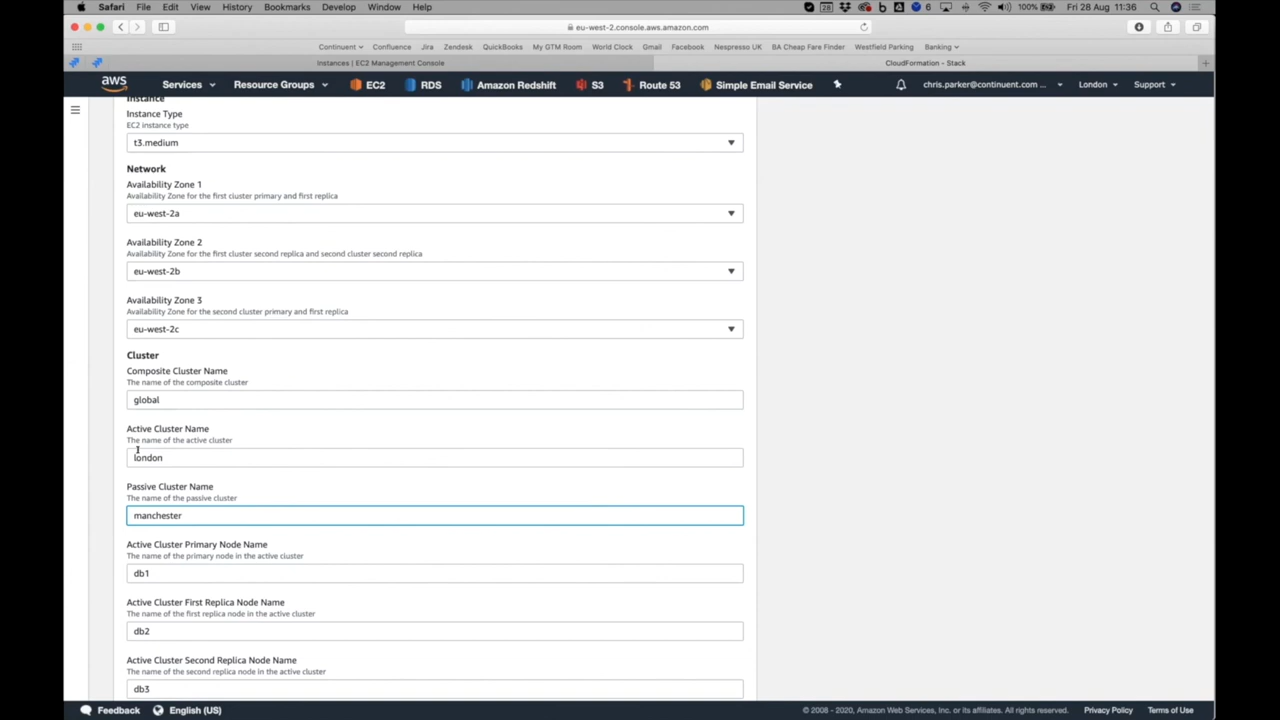 Safari File Edit View History Bookmarks Develop Window Help 28 6 100% Fri 28 Aug 11:36
eu-west-2.console.aws.amazon.com
Continuent Confluence Jira Zendesk QuickBooks My GTM Room World Clock Gmail Facebook Nespresso UK BA Cheap Fare Finder Westfield Parking Banking
Instances | EC2 Management Console CloudFormation - Stack
aws Services Resource Groups EC2 RDS Amazon Redshift S3 Route 53 Simple Email Service chris.parker@continuent.com ... London Support
Instance
Instance Type
EC2 instance type
t3.medium
Network
Availability Zone 1
Availability Zone for the first cluster primary and first replica
eu-west-2a
Availability Zone 2
Availability Zone for the first cluster second replica and second cluster second replica
eu-west-2b
Availability Zone 3
Availability Zone for the second cluster primary and first replica
eu-west-2c
Cluster
Composite Cluster Name
The name of the composite cluster
global
Active Cluster Name
The name of the active cluster
london
Passive Cluster Name
The name of the passive cluster
manchester
Active Cluster Primary Node Name
The name of the primary node in the active cluster
db1
Active Cluster First Replica Node Name
The name of the first replica node in the active cluster
db2
Active Cluster Second Replica Node Name
The name of the second replica node in the active cluster
db3
Feedback English (US) © 2008 - 2020, Amazon Web Services, Inc. or its affiliates. All rights reserved. Privacy Policy Terms of Use